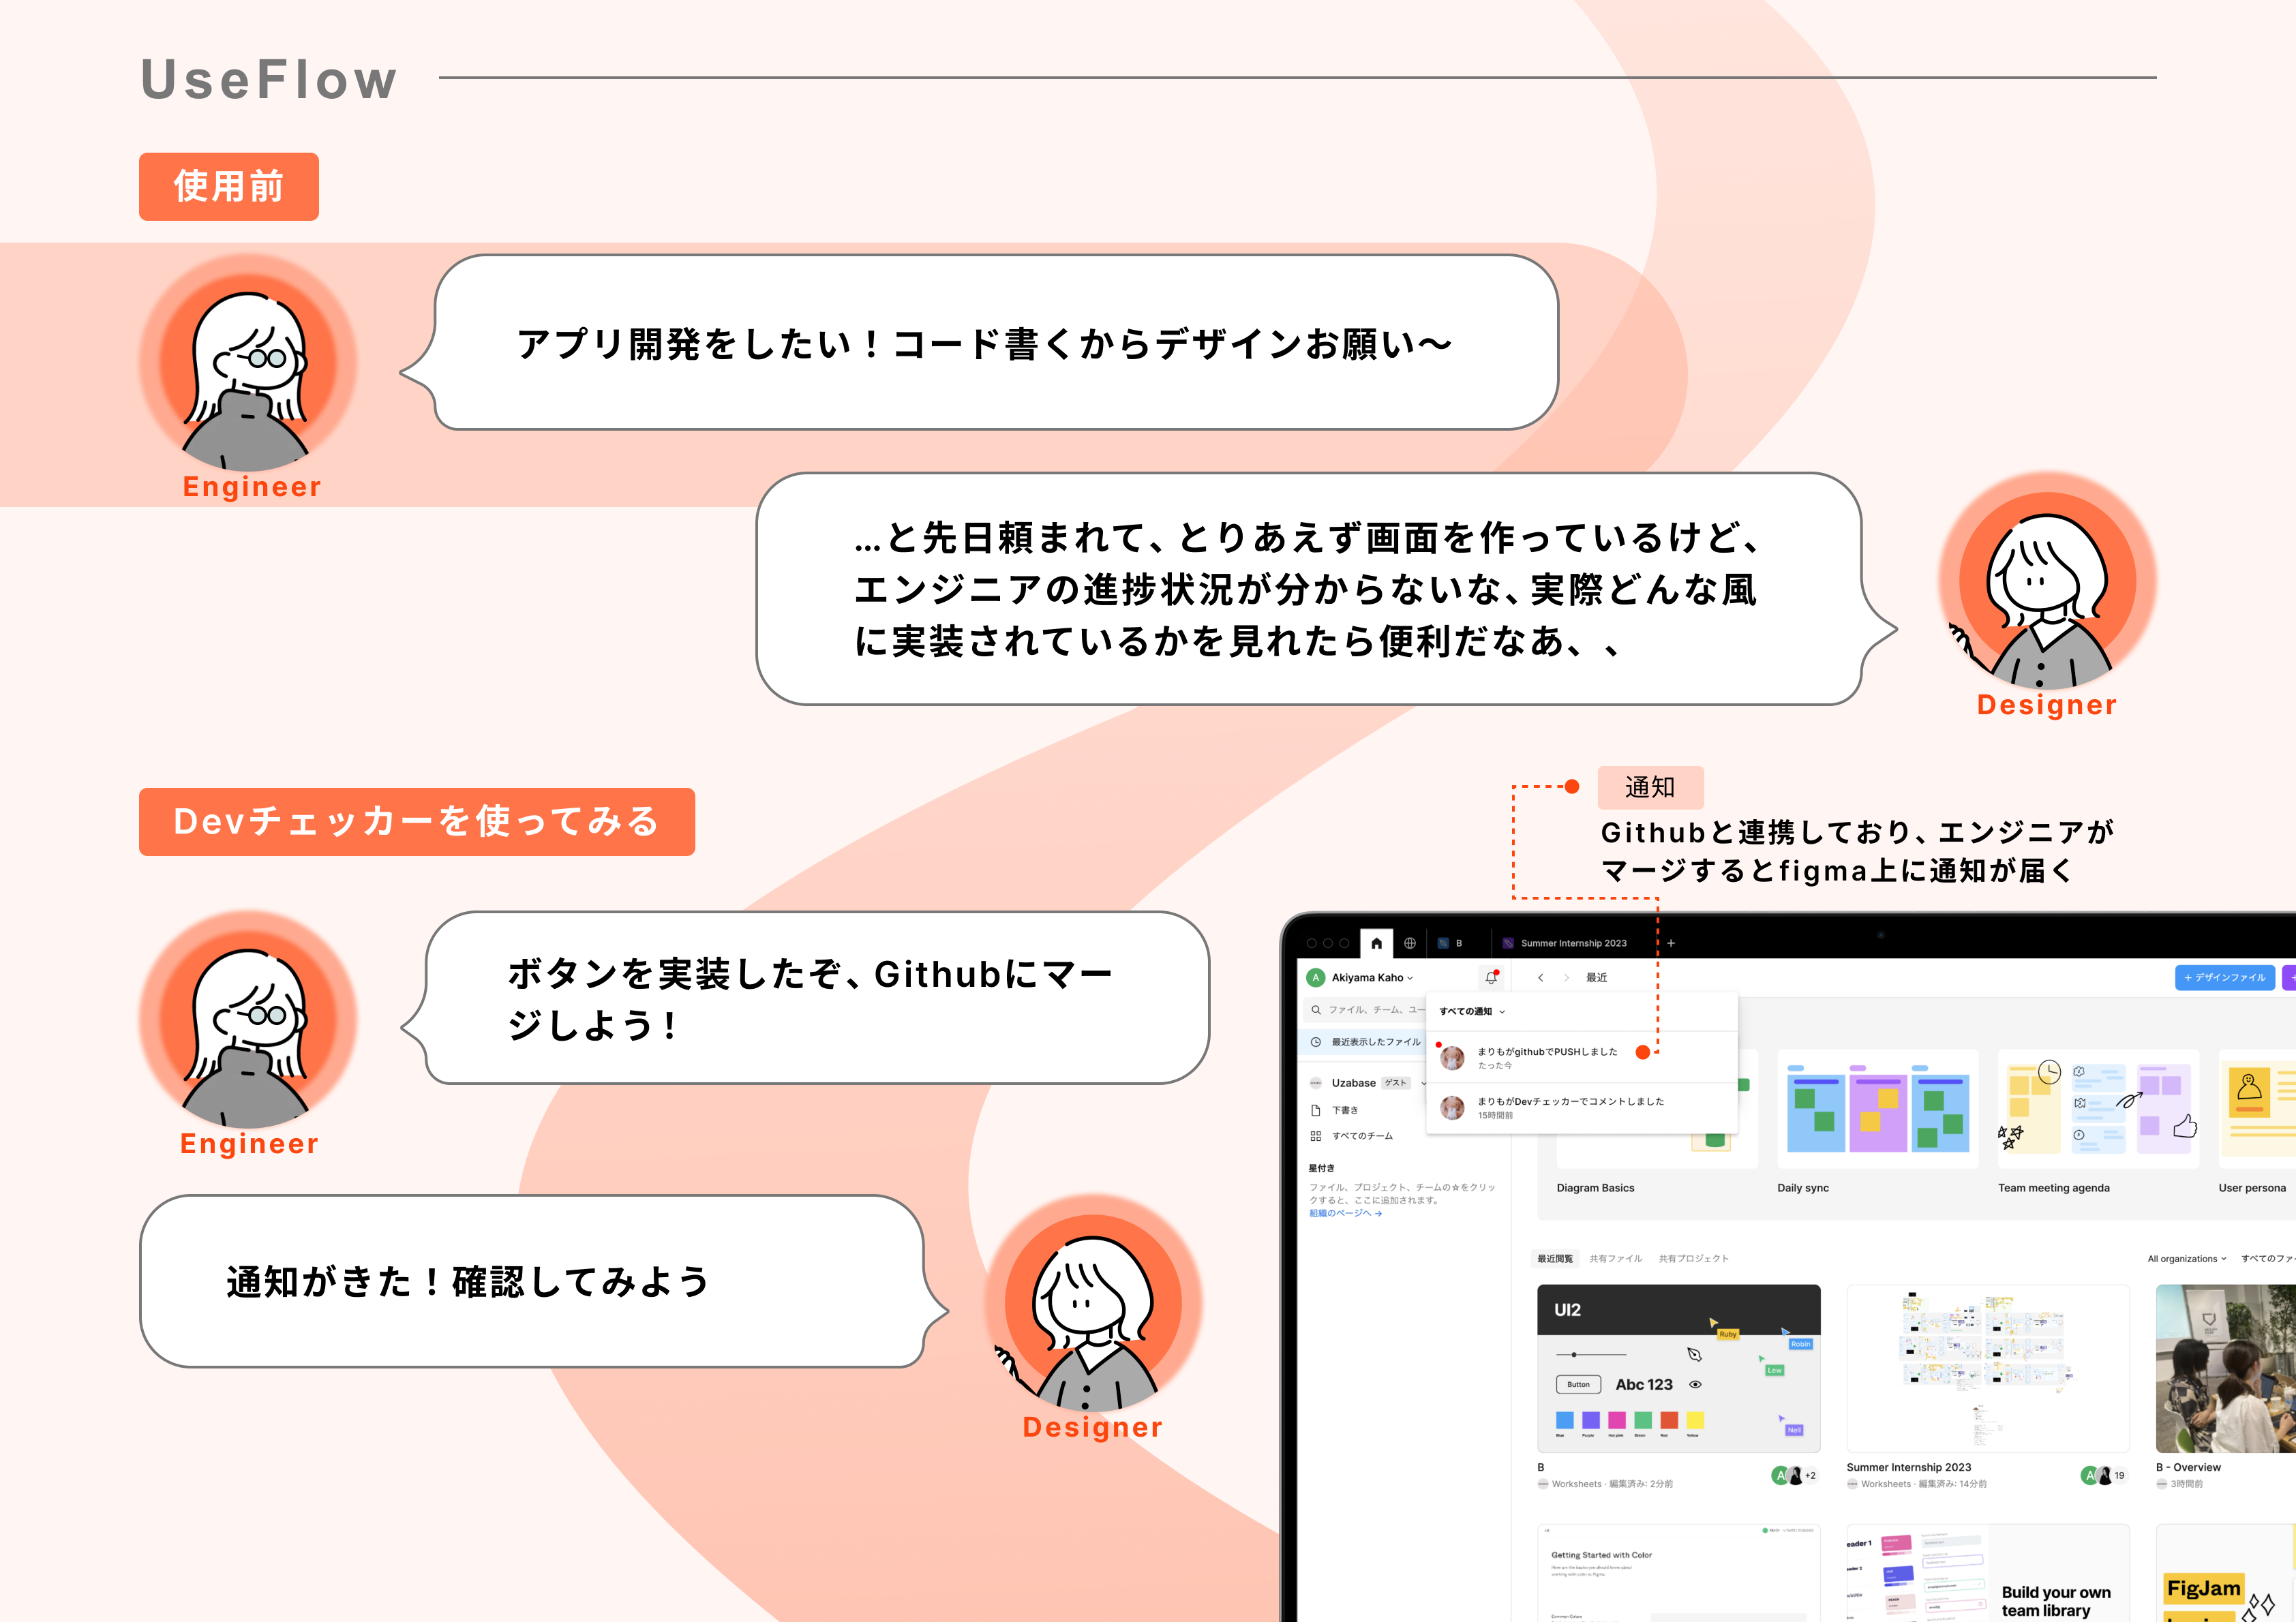 UseFlow
使用前
アプリ開発をしたい！コード書くからデザインお願い〜
Engineer
…と先日頼まれて、とりあえず画面を作っているけど、
エンジニアの進捗状況が分からないな、実際どんな風
に実装されているかを見れたら便利だなあ、、
Designer
Devチェッカーを使ってみる
ボタンを実装したぞ、Githubにマー
ジしよう！
Engineer
通知がきた！確認してみよう
Designer
通知
Githubと連携しており、エンジニアが
マージするとfigma上に通知が届く
B
Summer Internship 2023
+
A Akiyama Kaho
最近
+ デザインファイル
ファイル、チーム、ユー
最近表示したファイル
Uzabase ゲスト
下書き
すべてのチーム
星付き
ファイル、プロジェクト、チームの☆をクリッ
クすると、ここに追加されます。
組織のページへ →
すべての通知
まりもがgithubでPUSHしました
たった今
まりもがDevチェッカーでコメントしました
15時間前
Diagram Basics
Daily sync
Team meeting agenda
User persona
最近閲覧 共有ファイル 共有プロジェクト
All organizations すべてのファ
UI2
Ruby
Robin
Lew
Button Abc 123
Blue Purple Hot pink Green Red Yellow
Nell
B
Worksheets · 編集済み: 2分前
A +2
Summer Internship 2023
Worksheets · 編集済み: 14分前
A 19
B - Overview
3時間前
Getting Started with Color
eader 1
Build your own
team library
FigJam